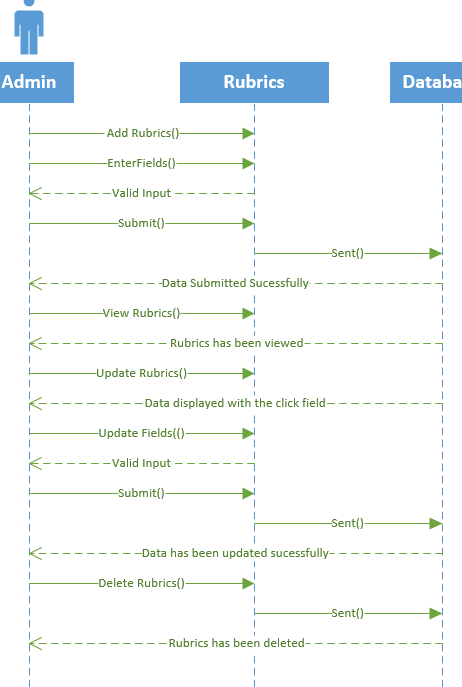 Admin
Rubrics
Databa
Add Rubrics()
EnterFields()
Valid Input
Submit()
Sent()
Data Submitted Sucessfully
View Rubrics()
Rubrics has been viewed
Update Rubrics()
Data displayed with the click field
Update Fields(()
Valid Input
Submit()
Sent()
Data has been updated sucessfully
Delete Rubrics()
Sent()
Rubrics has been deleted